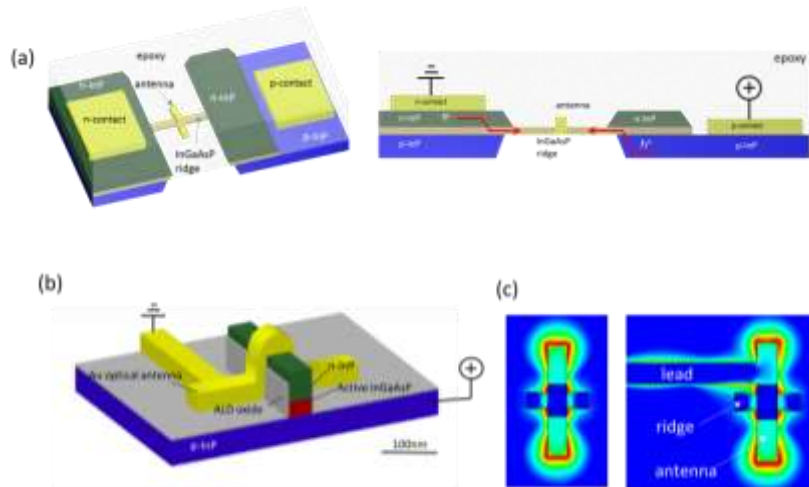 (a)
epoxy
n-InP
antenna
n-contact
n-InP
p-contact
p-InP
InGaAsP
ridge
epoxy
n-contact
antenna
n-InP
n-InP
p-contact
p-InP
InGaAsP
ridge
p-InP
(b)
Au optical antenna
n-InP
ALD oxide
Active InGaAsP
p-InP
100nm
(c)
lead
ridge
antenna